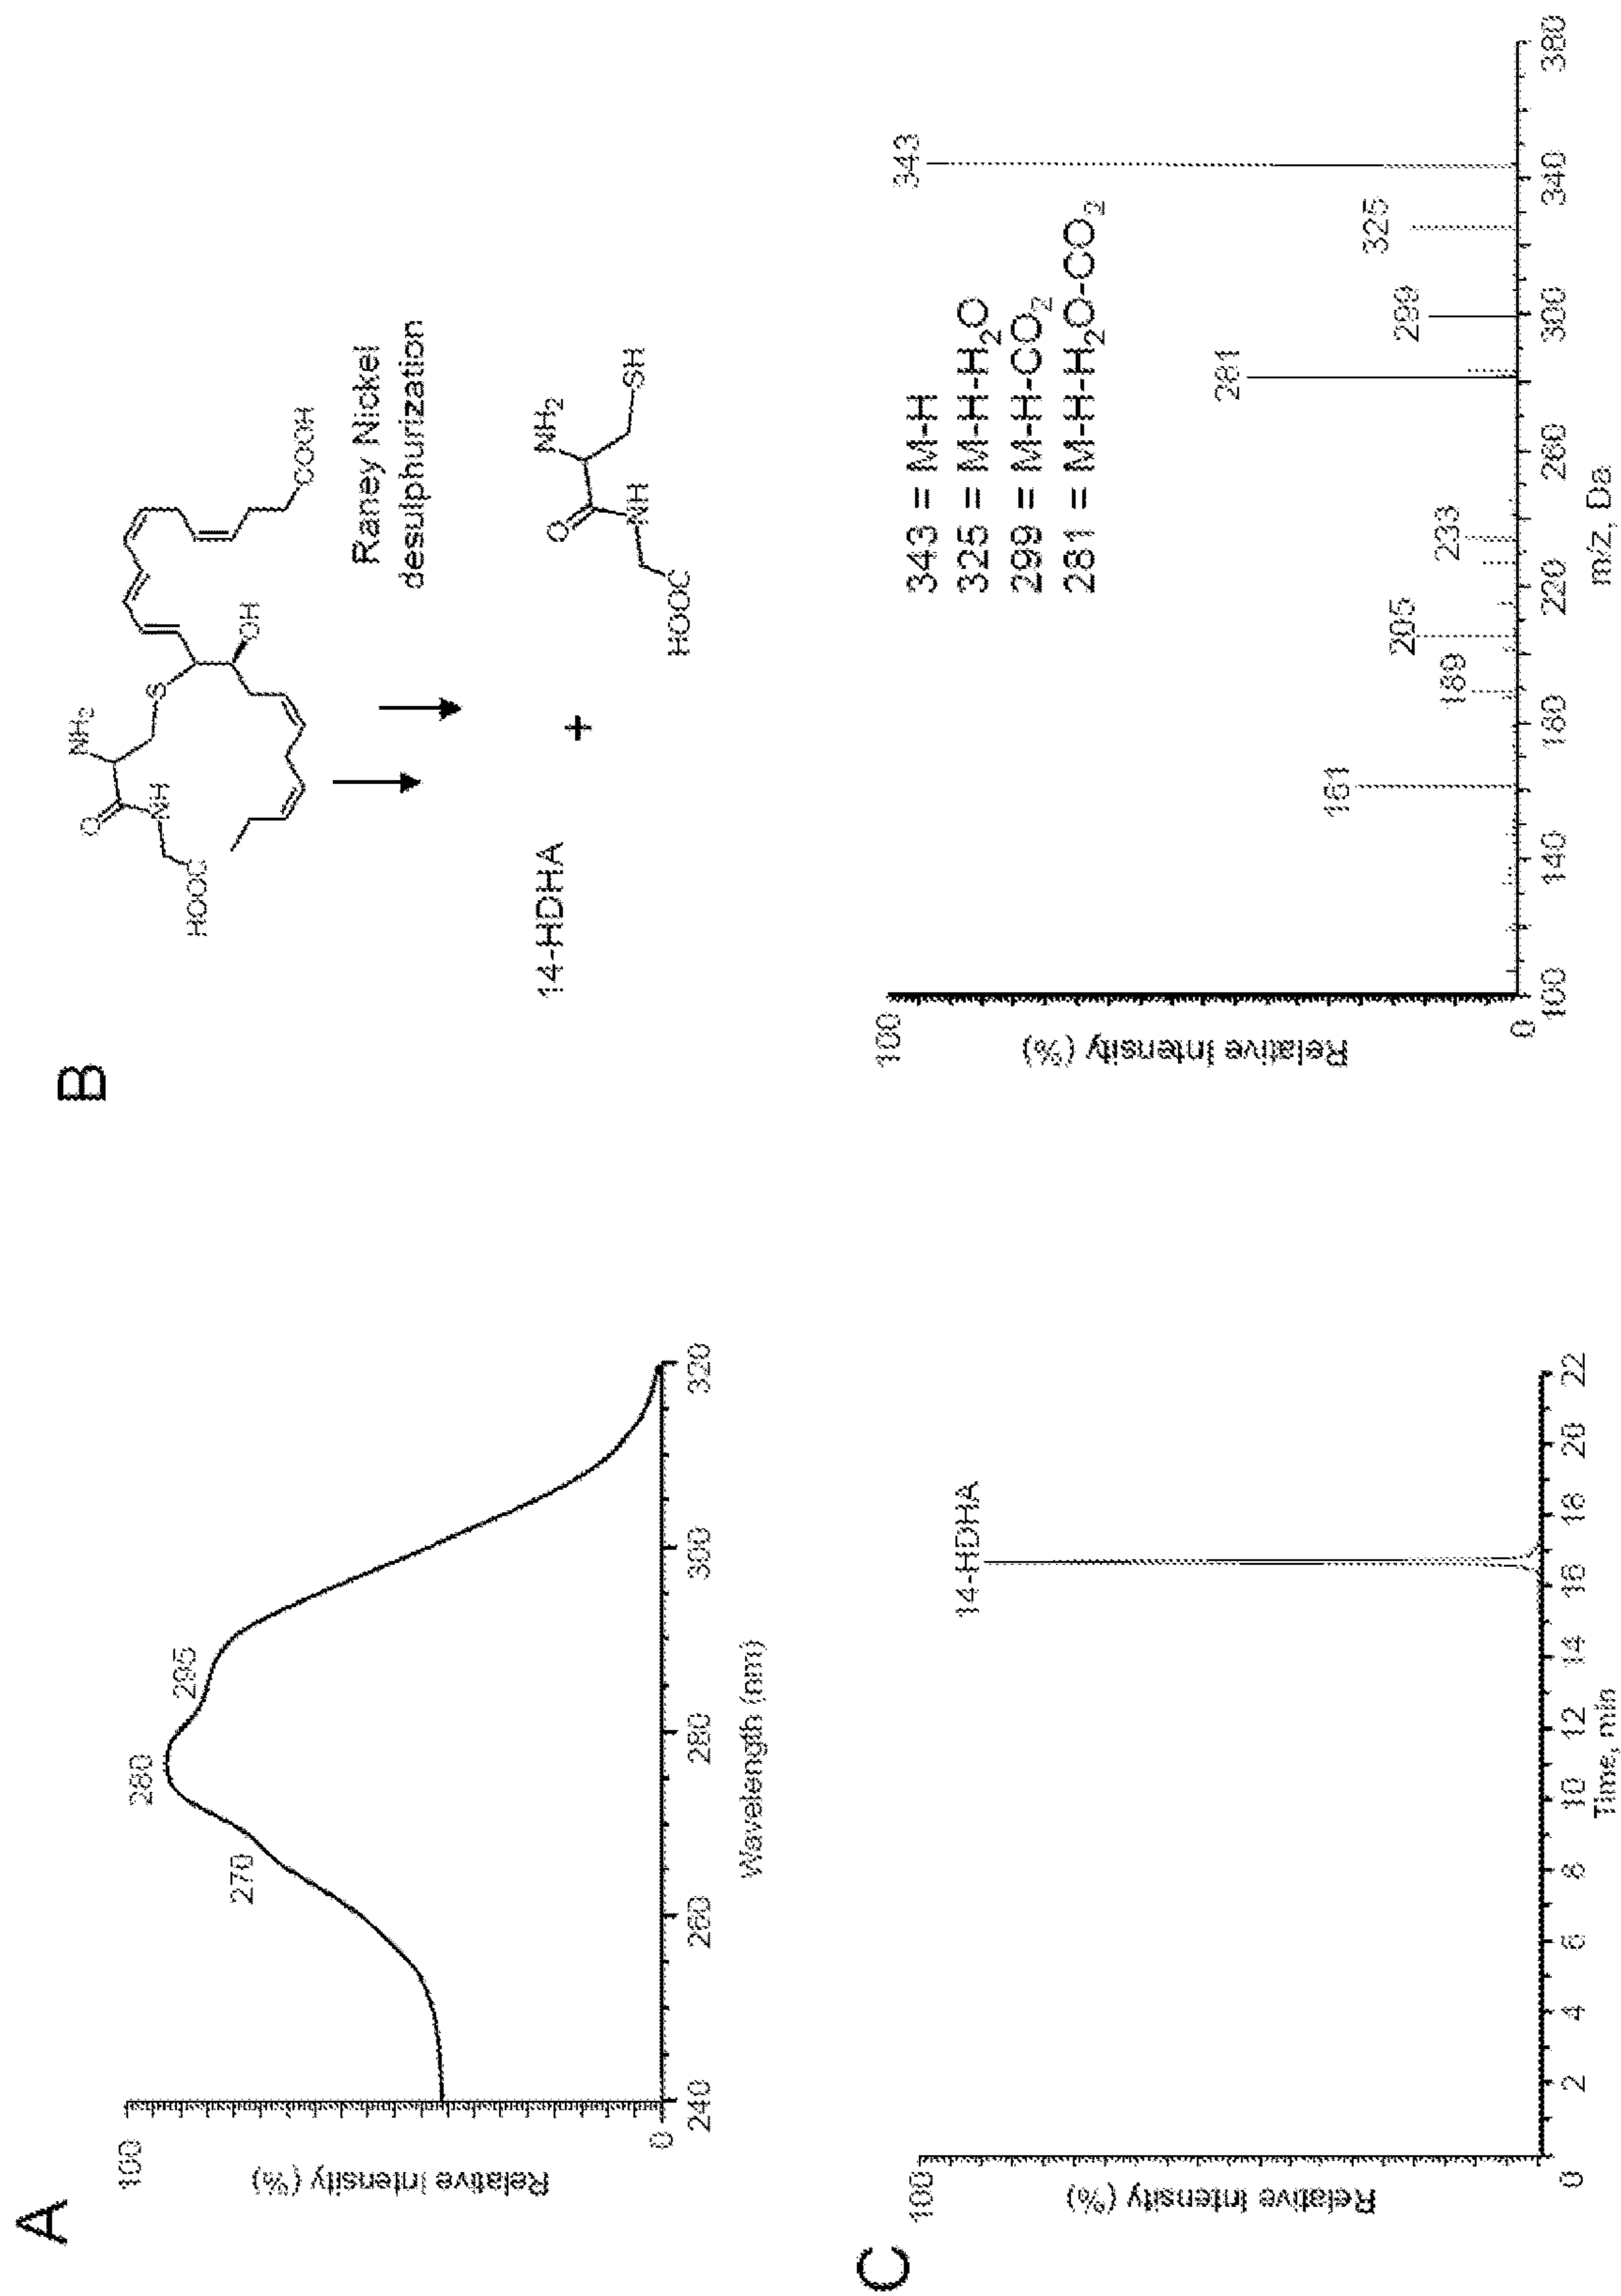 A
100
Relative Intensity (%)
0
270
280
295
240
260
280
300
320
Wavelength (nm)
B
NH2
O
NH
HOOC
S
OH
COOH
Raney Nickel
desulphurization
14-HDHA
+
NH2
O
NH
HOOC
SH
C
100
Relative Intensity (%)
14-HDHA
0
2
4
6
8
10
12
14
16
18
20
22
Time, min
100
Relative Intensity (%)
0
343
343 = M-H
325 = M-H-H2O
299 = M-H-CO2
281 = M-H-H2O-CO2
161
189
205
233
281
299
325
100
140
180
220
260
300
340
380
m/z, Da